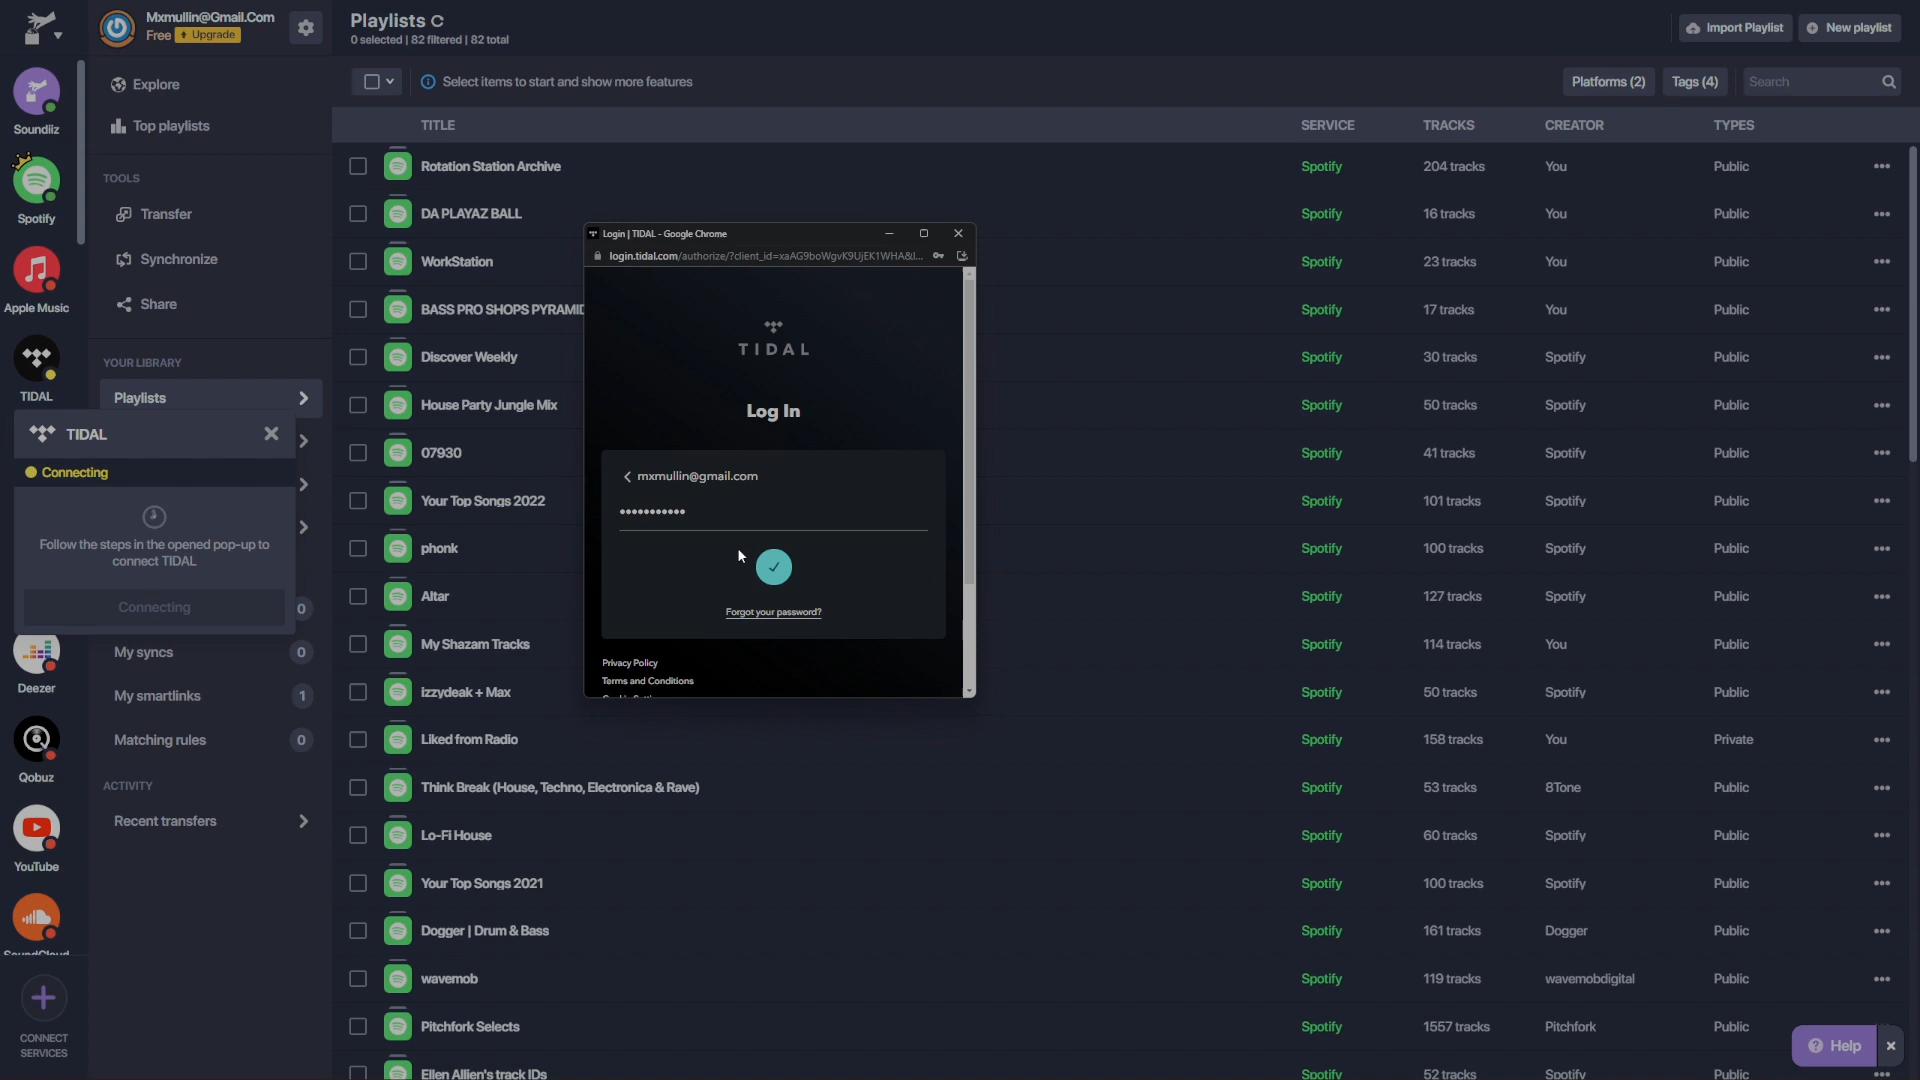 Mxmullin@Gmail.Com
Free Upgrade
Playlists
0 selected | 82 filtered | 82 total
Import Playlist
New playlist
Select items to start and show more features
Platforms (2)
Tags (4)
Search
Soundiiz
Spotify
Apple Music
TIDAL
Deezer
Qobuz
YouTube
SoundCloud
CONNECT
SERVICES
Explore
Top playlists
TOOLS
Transfer
Synchronize
Share
YOUR LIBRARY
Playlists
TIDAL
Connecting
Follow the steps in the opened pop-up to
connect TIDAL
Connecting
0
My syncs 0
My smartlinks 1
Matching rules 0
ACTIVITY
Recent transfers
TITLE SERVICE TRACKS CREATOR TYPES
Rotation Station Archive Spotify 204 tracks You Public
DA PLAYAZ BALL Spotify 16 tracks You Public
WorkStation Spotify 23 tracks You Public
BASS PRO SHOPS PYRAMID Spotify 17 tracks You Public
Discover Weekly Spotify 30 tracks Spotify Public
House Party Jungle Mix Spotify 50 tracks Spotify Public
07930 Spotify 41 tracks Spotify Public
Your Top Songs 2022 Spotify 101 tracks Spotify Public
phonk Spotify 100 tracks Spotify Public
Altar Spotify 127 tracks Spotify Public
My Shazam Tracks Spotify 114 tracks You Public
izzydeak + Max Spotify 50 tracks Spotify Public
Liked from Radio Spotify 158 tracks You Private
Think Break (House, Techno, Electronica & Rave) Spotify 53 tracks 8Tone Public
Lo-Fi House Spotify 60 tracks Spotify Public
Your Top Songs 2021 Spotify 100 tracks Spotify Public
Dogger | Drum & Bass Spotify 161 tracks Dogger Public
wavemob Spotify 119 tracks wavemobdigital Public
Pitchfork Selects Spotify 1557 tracks Pitchfork Public
Ellen Allien's track IDs Spotify 52 tracks Spotify Public
Login | TIDAL - Google Chrome
login.tidal.com/authorize/?client_id=xaAG9boWgvK9UjEK1WHA&l...
TIDAL
Log In
mxmullin@gmail.com
Forgot your password?
Privacy Policy
Terms and Conditions
Help